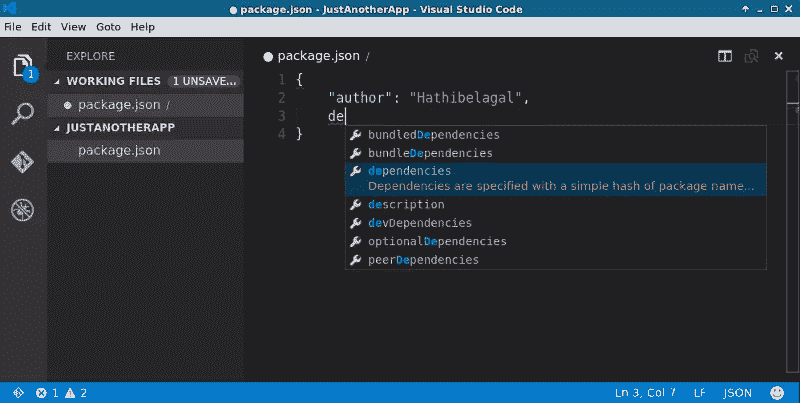 ● package.json - JustAnotherApp - Visual Studio Code
File Edit View Goto Help
EXPLORE
WORKING FILES 1 UNSAVE...
● package.json /
JUSTANOTHERAPP
package.json
1
● package.json /
1 {
2 "author": "Hathibelagal",
3 de
4 }
bundledDependencies
bundleDependencies
dependencies
Dependencies are specified with a simple hash of package name...
description
devDependencies
optionalDependencies
peerDependencies
1 2
Ln 3, Col 7 LF JSON